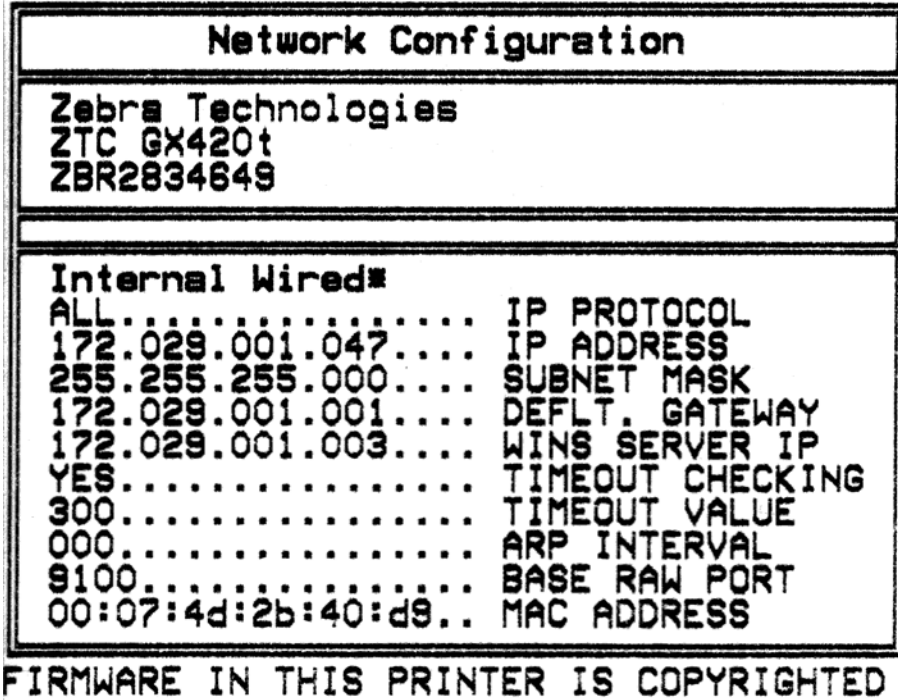 Network Configuration
Zebra Technologies
ZTC GX420t
ZBR2834649
Internal Wired*
ALL................ IP PROTOCOL
172.029.001.047.... IP ADDRESS
255.255.255.000.... SUBNET MASK
172.029.001.001.... DEFLT. GATEWAY
172.029.001.003.... WINS SERVER IP
YES................ TIMEOUT CHECKING
300................ TIMEOUT VALUE
000................ ARP INTERVAL
9100............... BASE RAW PORT
00:07:4d:2b:40:d9.. MAC ADDRESS
FIRMWARE IN THIS PRINTER IS COPYRIGHTED